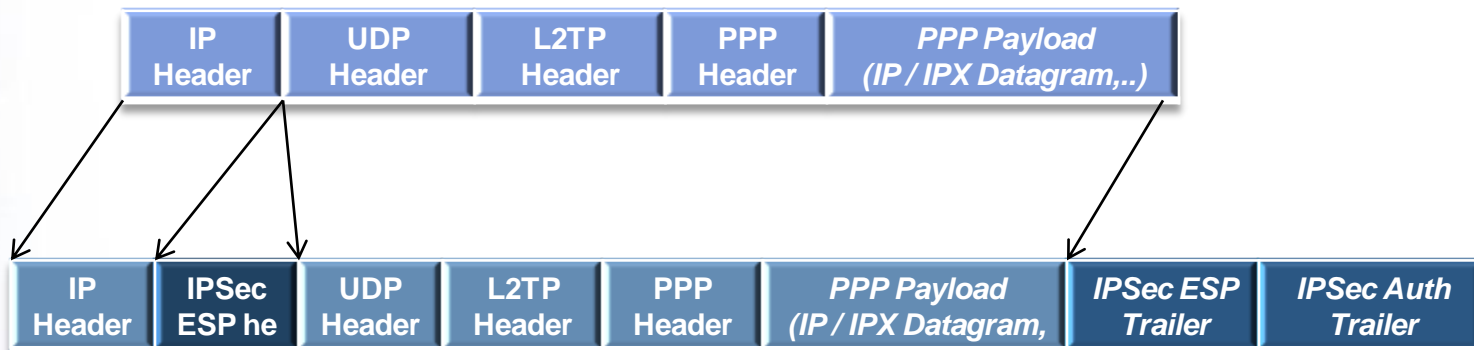 IP
Header
UDP
Header
L2TP
Header
PPP
Header
PPP Payload
(IP / IPX Datagram,..)
IP
Header
IPSec
ESP he
UDP
Header
L2TP
Header
PPP
Header
PPP Payload
(IP / IPX Datagram,
IPSec ESP
Trailer
IPSec Auth
Trailer